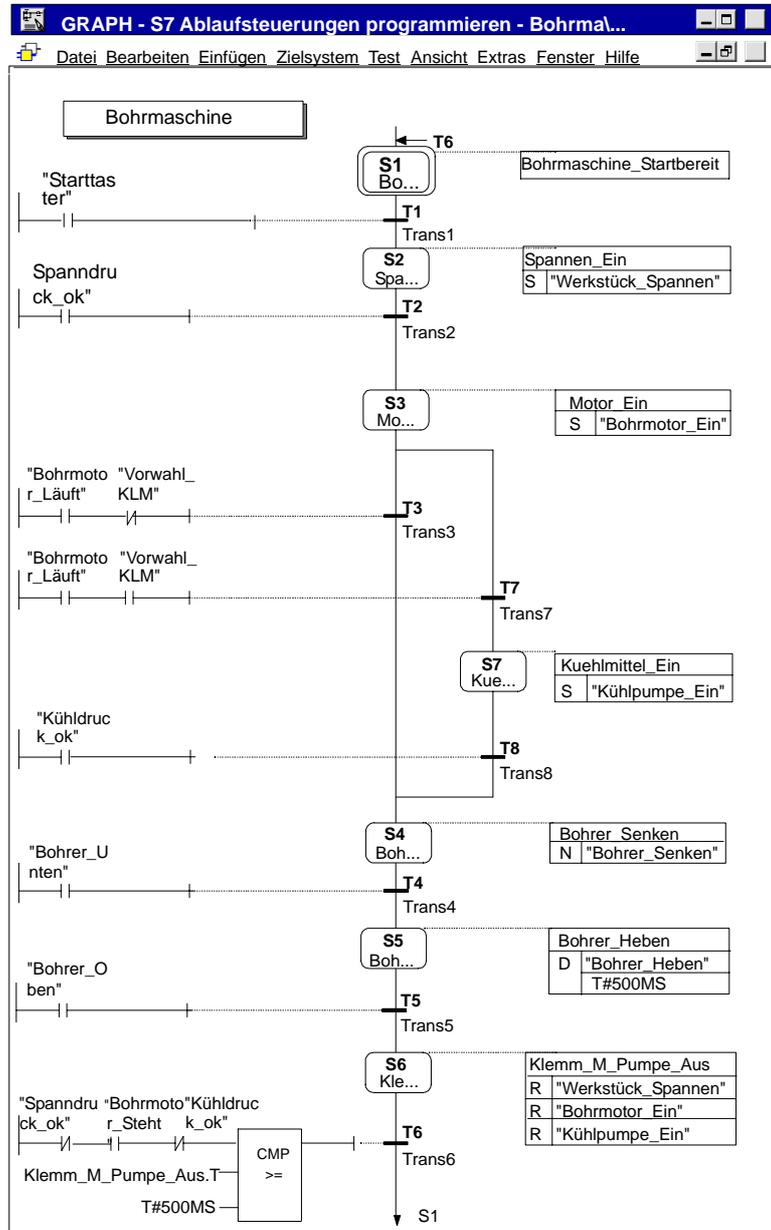 GRAPH - S7 Ablaufsteuerungen programmieren - Bohrma\...
Datei Bearbeiten Einfügen Zielsystem Test Ansicht Extras Fenster Hilfe
Bohrmaschine
T6
S1
Bo...
Bohrmaschine_Startbereit
"Starttas
ter"
T1
Trans1
S2
Spa...
Spannen_Ein
S "Werkstück_Spannen"
Spanndru
ck_ok"
T2
Trans2
S3
Mo...
Motor_Ein
S "Bohrmotor_Ein"
"Bohrmoto "Vorwahl_
r_Läuft" KLM"
T3
Trans3
"Bohrmoto "Vorwahl_
r_Läuft" KLM"
T7
Trans7
S7
Kue...
Kuehlmittel_Ein
S "Kühlpumpe_Ein"
"Kühldruc
k_ok"
T8
Trans8
S4
Boh...
Bohrer_Senken
N "Bohrer_Senken"
"Bohrer_U
nten"
T4
Trans4
S5
Boh...
Bohrer_Heben
D "Bohrer_Heben"
T#500MS
"Bohrer_O
ben"
T5
Trans5
S6
Kle...
Klemm_M_Pumpe_Aus
R "Werkstück_Spannen"
R "Bohrmotor_Ein"
R "Kühlpumpe_Ein"
"Spanndru "Bohrmoto "Kühldruc
ck_ok" r_Steht k_ok"
"
T6
Trans6
CMP
>=
Klemm_M_Pumpe_Aus.T
T#500MS
S1